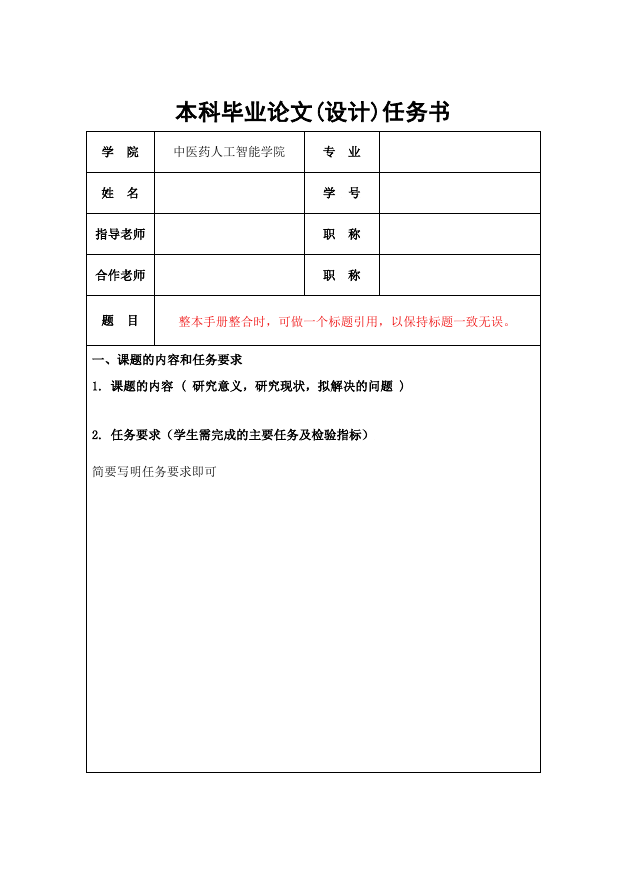 本科毕业论文(设计)任务书
学 院 中医药人工智能学院 专 业
姓 名 学 号
指导老师 职 称
合作老师 职 称
题 目 整本手册整合时，可做一个标题引用，以保持标题一致无误。
一、课题的内容和任务要求
1. 课题的内容 ( 研究意义，研究现状，拟解决的问题 )
2. 任务要求（学生需完成的主要任务及检验指标）
简要写明任务要求即可